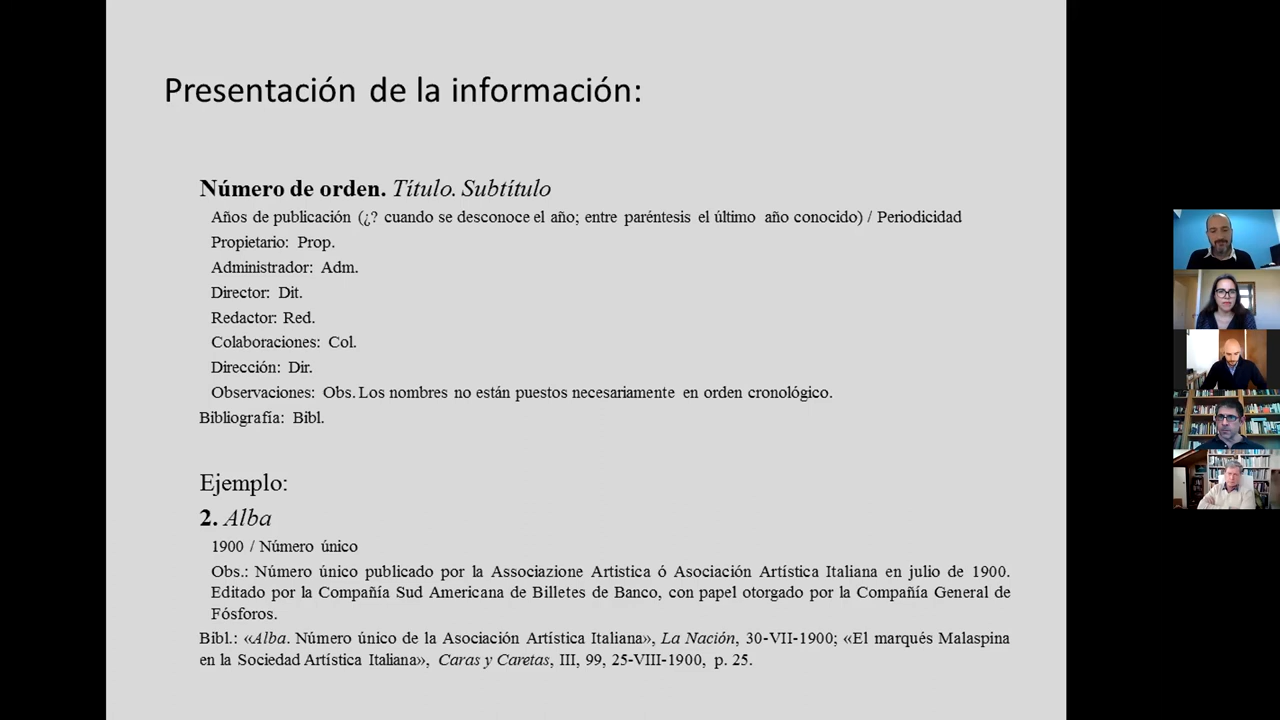 Presentación de la información:
Número de orden. Título. Subtítulo
Años de publicación (¿? cuando se desconoce el año; entre paréntesis el último año conocido) / Periodicidad
Propietario: Prop.
Administrador: Adm.
Director: Dit.
Redactor: Red.
Colaboraciones: Col.
Dirección: Dir.
Observaciones: Obs. Los nombres no están puestos necesariamente en orden cronológico.
Bibliografía: Bibl.
Ejemplo:
2. Alba
1900 / Número único
Obs.: Número único publicado por la Associazione Artistica ó Asociación Artística Italiana en julio de 1900.
Editado por la Compañía Sud Americana de Billetes de Banco, con papel otorgado por la Compañía General de
Fósforos.
Bibl.: «Alba. Número único de la Asociación Artística Italiana», La Nación, 30-VII-1900; «El marqués Malaspina
en la Sociedad Artística Italiana», Caras y Caretas, III, 99, 25-VIII-1900, p. 25.